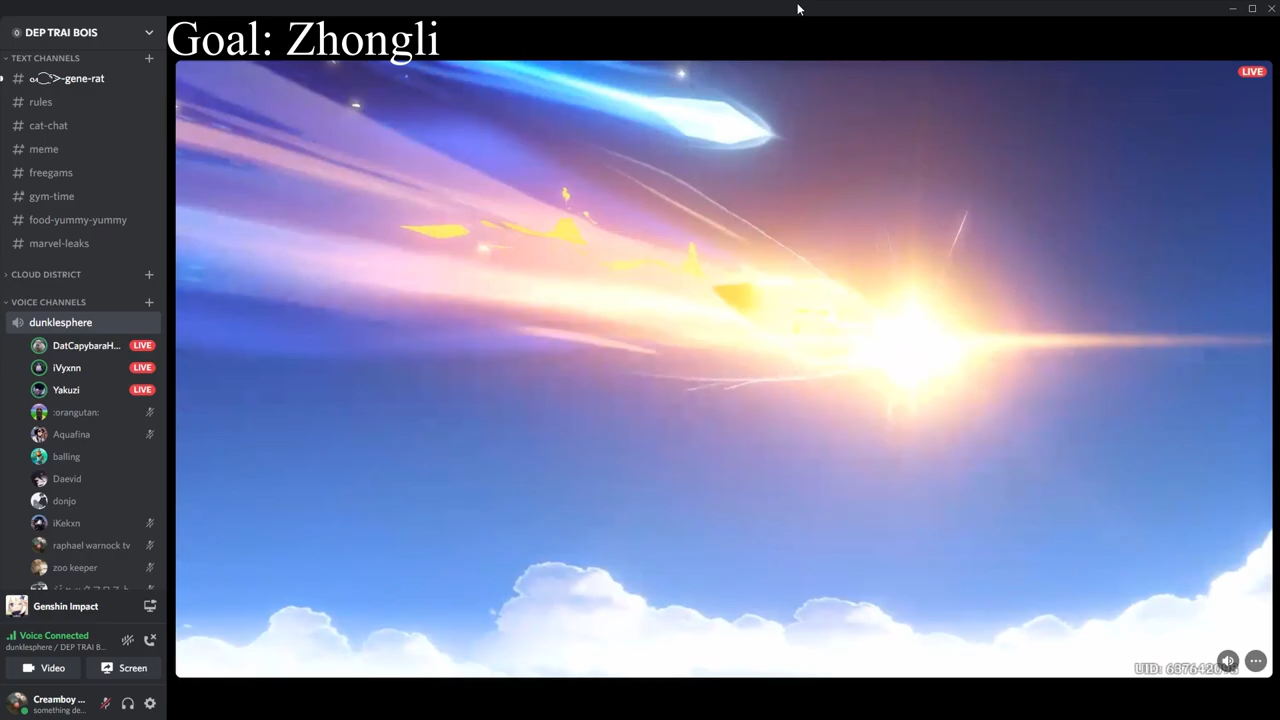 DEP TRAI BOIS
Goal: Zhongli
TEXT CHANNELS
-gene-rat
rules
cat-chat
meme
freegams
gym-time
food-yummy-yummy
marvel-leaks
CLOUD DISTRICT
VOICE CHANNELS
dunklesphere
DatCapybaraH... LIVE
iVyxnn LIVE
Yakuzi LIVE
:orangutan:
Aquafina
balling
Daevid
donjo
iKekxn
raphael warnock tv
zoo keeper
Genshin Impact
Voice Connected
dunklesphere / DEP TRAI B...
Video Screen
Creamboy ...
something de...
LIVE
UID: